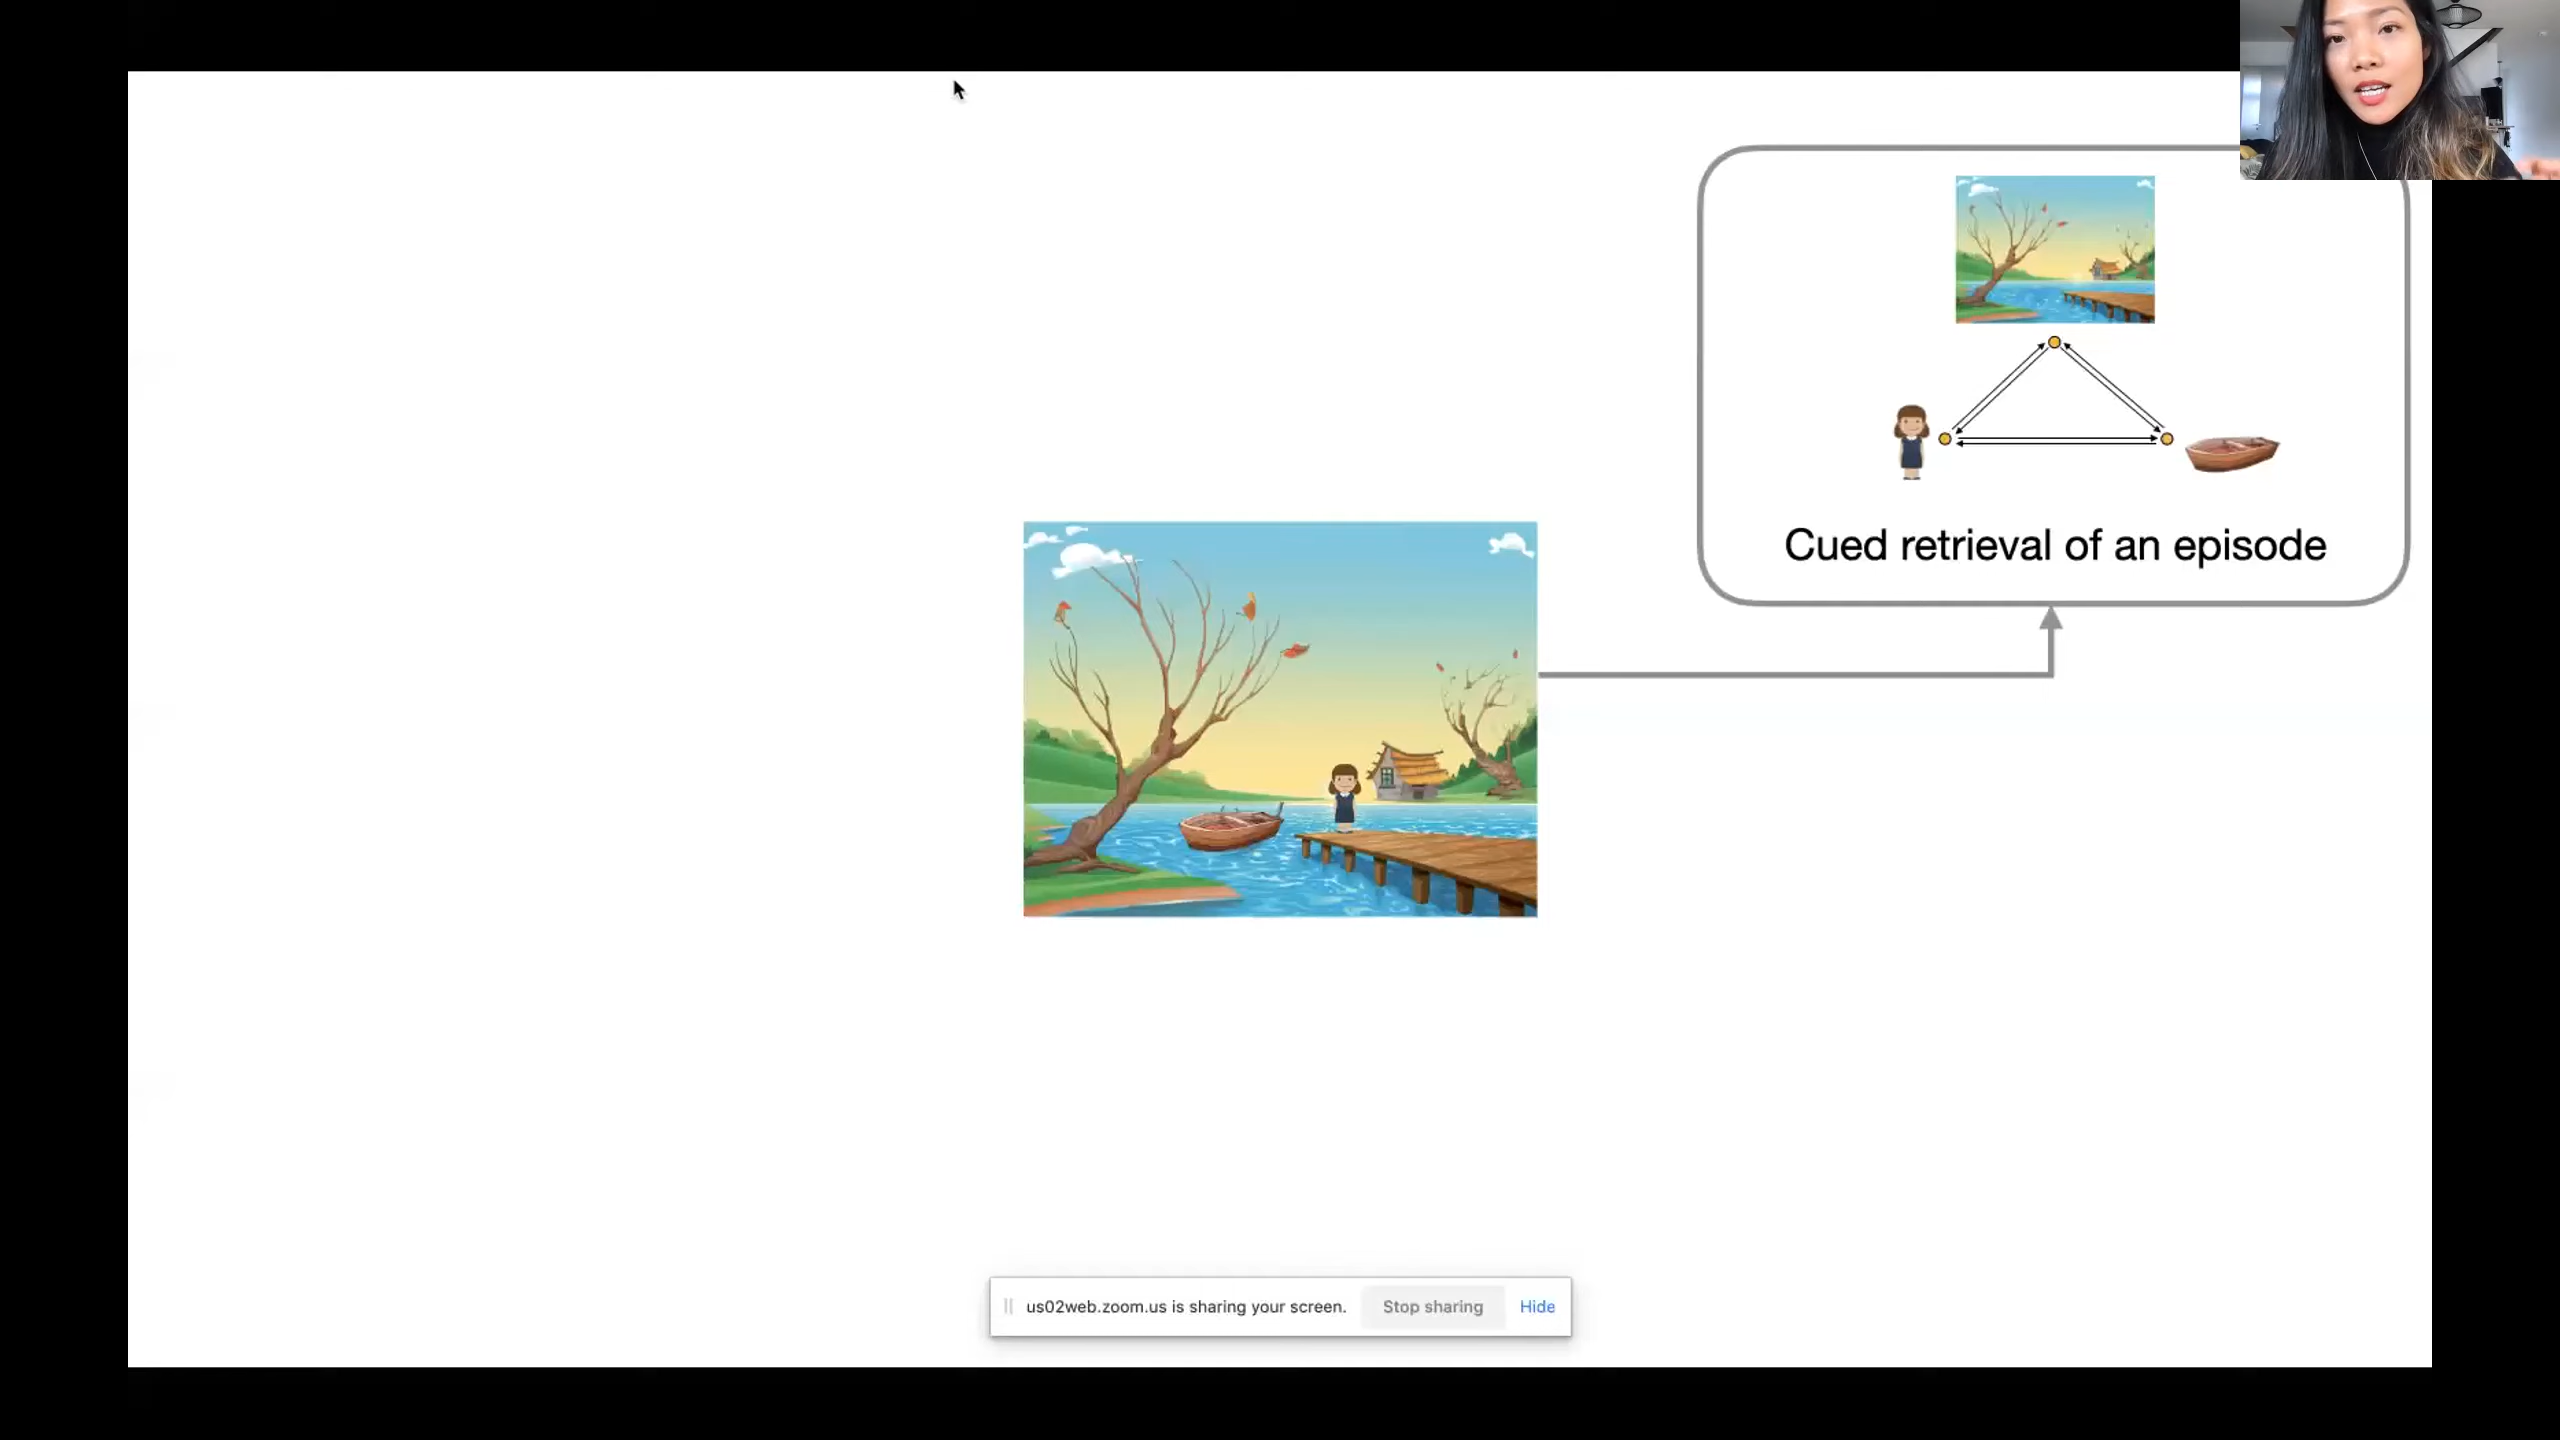 Cued retrieval of an episode
us02web.zoom.us is sharing your screen. Stop sharing Hide